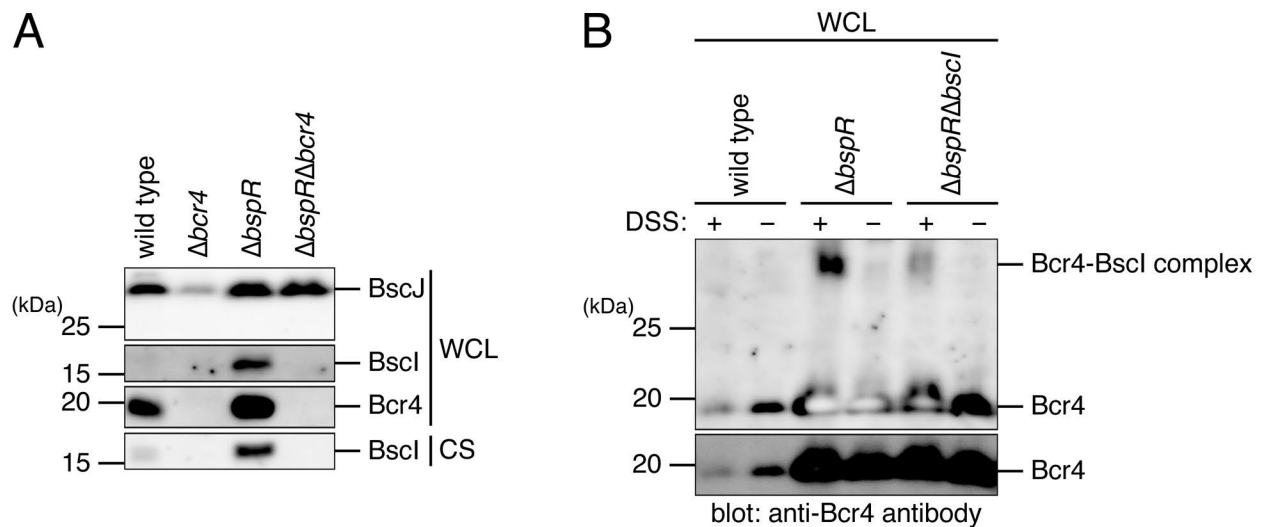 A
wild type
Δbcr4
ΔbspR
ΔbspRΔbcr4
(kDa)
BscJ
25
BscI
15
WCL
20
Bcr4
BscI
CS
15
B
WCL
wild type
ΔbspR
ΔbspRΔbscI
DSS: + − + − + −
Bcr4-BscI complex
(kDa)
25
20
Bcr4
20
Bcr4
blot: anti-Bcr4 antibody